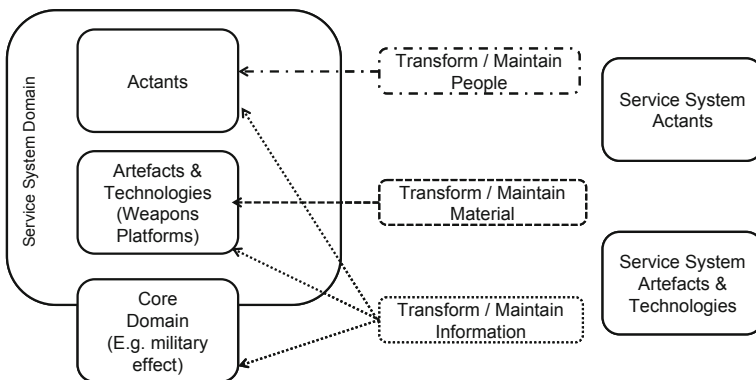 Service System Domain
Actants
Artefacts &
Technologies
(Weapons
Platforms)
Core
Domain
(E.g. military
effect)
Transform / Maintain
People
Transform / Maintain
Material
Transform / Maintain
Information
Service System
Actants
Service System
Artefacts &
Technologies